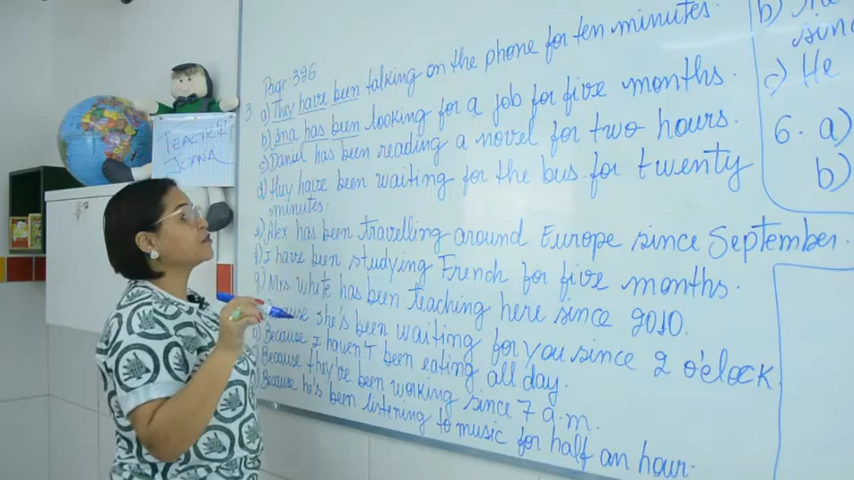 TEACHER
JOANA
Page: 396
3. a) They have been talking on the phone for ten minutes.
b) Ana has been looking for a job for five months.
c) Daniel has been reading a novel for two hours.
d) They have been waiting for the bus for twenty
minutes.
e) Alex has been travelling around Europe since September.
f) I have been studying French for five months.
g) Mrs. White has been teaching here since 2010.
she's been waiting for you since 2 o'clock
Because I haven't been eating all day.
Because they've been working since 7 a.m.
Because he's been listening to music for half an hour.
b)
sinc
c) He
6. a)
b)